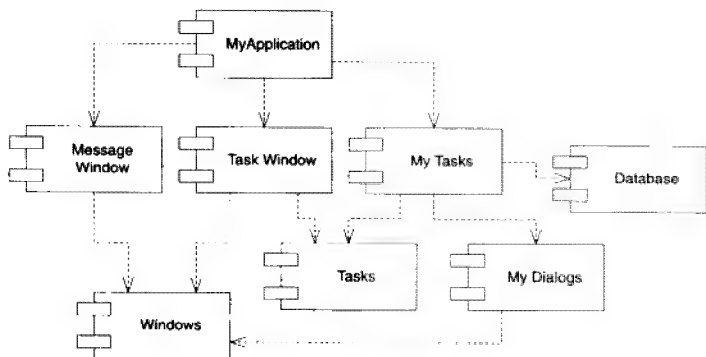 MyApplication
Message
Window
Task Window
My Tasks
Database
Tasks
My Dialogs
Windows